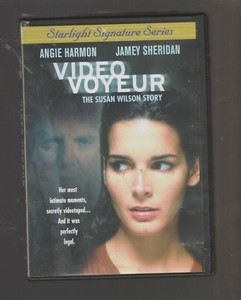 Starlight Signature Series
ANGIE HARMON JAMEY SHERIDAN
VIDEO
VOYEUR
THE SUSAN WILSON STORY
Her most
intimate moments,
secretly videotaped...
And it was
perfectly
legal.